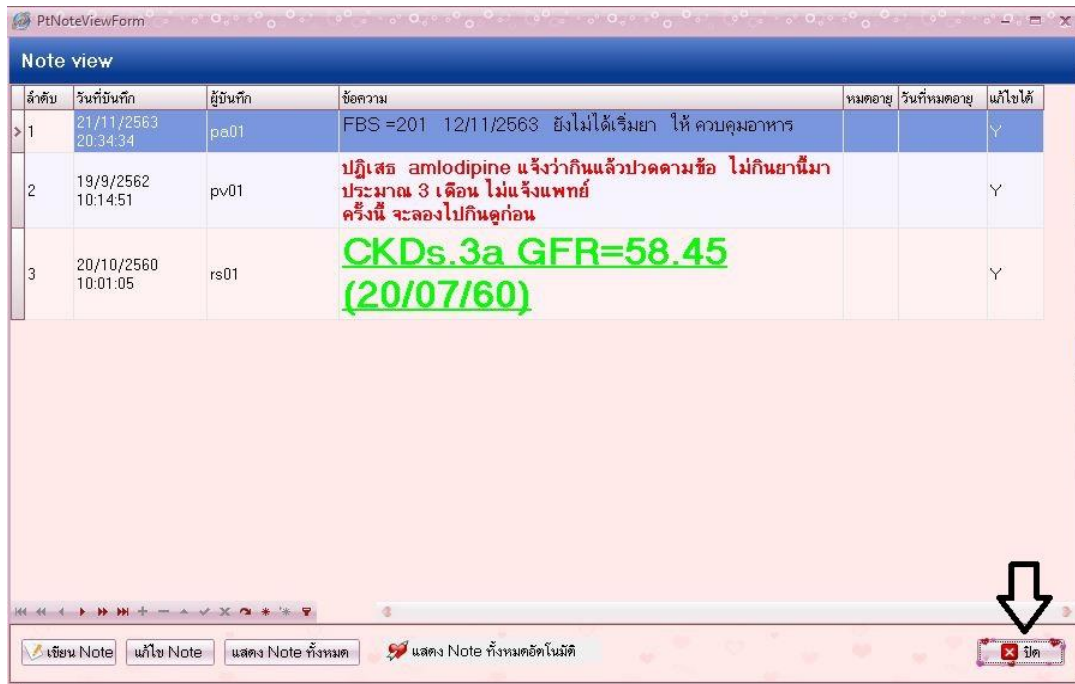 PtNoteViewForm
Note view
ลำดับ วันที่บันทึก ผู้บันทึก ข้อความ หมดอายุ วันที่หมดอายุ แก้ไขได้
1 21/11/2563 20:34:34 pa01 FBS =201 12/11/2563 ยังไม่ได้เริ่มยา ให้ ควบคุมอาหาร Y
2 19/9/2562 10:14:51 pv01 ปฏิเสธ amlodipine แจ้งว่ากินแล้วปวดตามข้อ ไม่กินยานี้มา
ประมาณ 3 เดือน ไม่แจ้งแพทย์
ครั้งนี้ จะลองไปกินดูก่อน Y
3 20/10/2560 10:01:05 rs01 CKDs.3a GFR=58.45
(20/07/60) Y
เขียน Note แก้ไข Note แสดง Note ทั้งหมด แสดง Note ทั้งหมดอัตโนมัติ ปิด